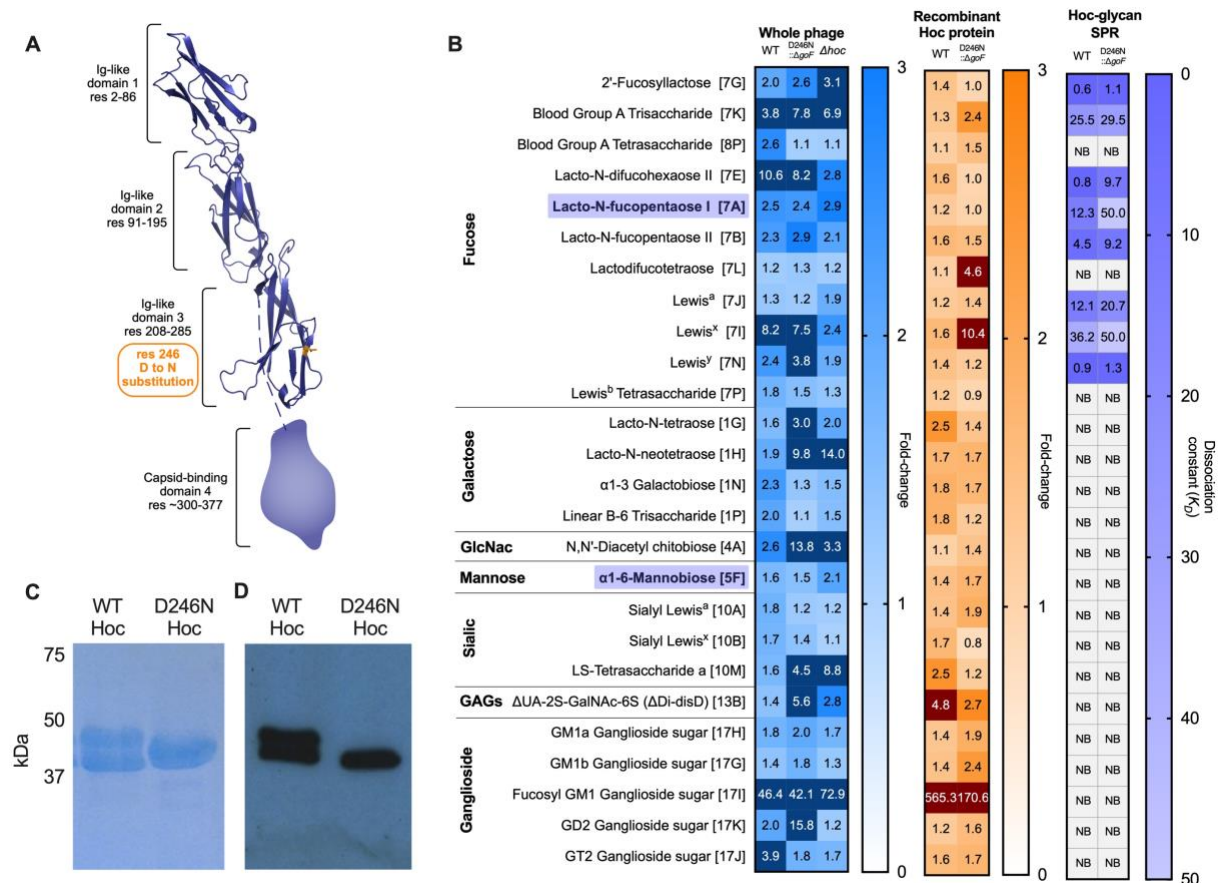 A
Ig-like
domain 1
res 2-86
Ig-like
domain 2
res 91-195
Ig-like
domain 3
res 208-285
res 246
D to N
substitution
Capsid-binding
domain 4
res ~300-377
B
Whole phage
WT D246N ::ΔgoF Δhoc
Recombinant
Hoc protein
WT D246N ::ΔgoF
Hoc-glycan
SPR
WT D246N ::ΔgoF
Fucose
2'-Fucosyllactose [7G] 2.0 2.6 3.1 1.4 1.0 0.6 1.1
Blood Group A Trisaccharide [7K] 3.8 7.8 6.9 1.3 2.4 25.5 29.5
Blood Group A Tetrasaccharide [8P] 2.6 1.1 1.1 1.1 1.5 NB NB
Lacto-N-difucohexaose II [7E] 10.6 8.2 2.8 1.6 1.0 0.8 9.7
Lacto-N-fucopentaose I [7A] 2.5 2.4 2.9 1.2 1.0 12.3 50.0
Lacto-N-fucopentaose II [7B] 2.3 2.9 2.1 1.6 1.5 4.5 9.2
Lactodifucotetraose [7L] 1.2 1.3 1.2 1.1 4.6 NB NB
Lewisᵃ [7J] 1.3 1.2 1.9 1.2 1.4 12.1 20.7
Lewisˣ [7I] 8.2 7.5 2.4 1.6 10.4 36.2 50.0
Lewisʸ [7N] 2.4 3.8 1.9 1.4 1.2 0.9 1.3
Lewisᵇ Tetrasaccharide [7P] 1.8 1.5 1.3 1.2 0.9 NB NB
Galactose
Lacto-N-tetraose [1G] 1.6 3.0 2.0 2.5 1.4 NB NB
Lacto-N-neotetraose [1H] 1.9 9.8 14.0 1.7 1.7 NB NB
α1-3 Galactobiose [1N] 2.3 1.3 1.5 1.8 1.7 NB NB
Linear B-6 Trisaccharide [1P] 2.0 1.1 1.5 1.8 1.2 NB NB
GlcNac
N,N'-Diacetyl chitobiose [4A] 2.6 13.8 3.3 1.1 1.4 NB NB
Mannose
α1-6-Mannobiose [5F] 1.6 1.5 2.1 1.4 1.7 NB NB
Sialic
Sialyl Lewisᵃ [10A] 1.8 1.2 1.2 1.4 1.9 NB NB
Sialyl Lewisˣ [10B] 1.7 1.4 1.1 1.7 0.8 NB NB
LS-Tetrasaccharide a [10M] 1.6 4.5 8.8 2.5 1.2 NB NB
GAGs
ΔUA-2S-GalNAc-6S (ΔDi-disD) [13B] 1.4 5.6 2.8 4.8 2.7 NB NB
Ganglioside
GM1a Ganglioside sugar [17H] 1.8 2.0 1.7 1.4 1.9 NB NB
GM1b Ganglioside sugar [17G] 1.4 1.8 1.3 1.4 2.4 NB NB
Fucosyl GM1 Ganglioside sugar [17I] 46.4 42.1 72.9 565.3 170.6 NB NB
GD2 Ganglioside sugar [17K] 2.0 15.8 1.2 1.2 1.6 NB NB
GT2 Ganglioside sugar [17J] 3.9 1.8 1.7 1.6 1.7 NB NB
3
2
1
0
Fold-change
3
2
1
0
Fold-change
0
10
20
30
40
50
Dissociation
constant (K_D)
C
WT
Hoc
D246N
Hoc
D
WT
Hoc
D246N
Hoc
kDa
75
50
37